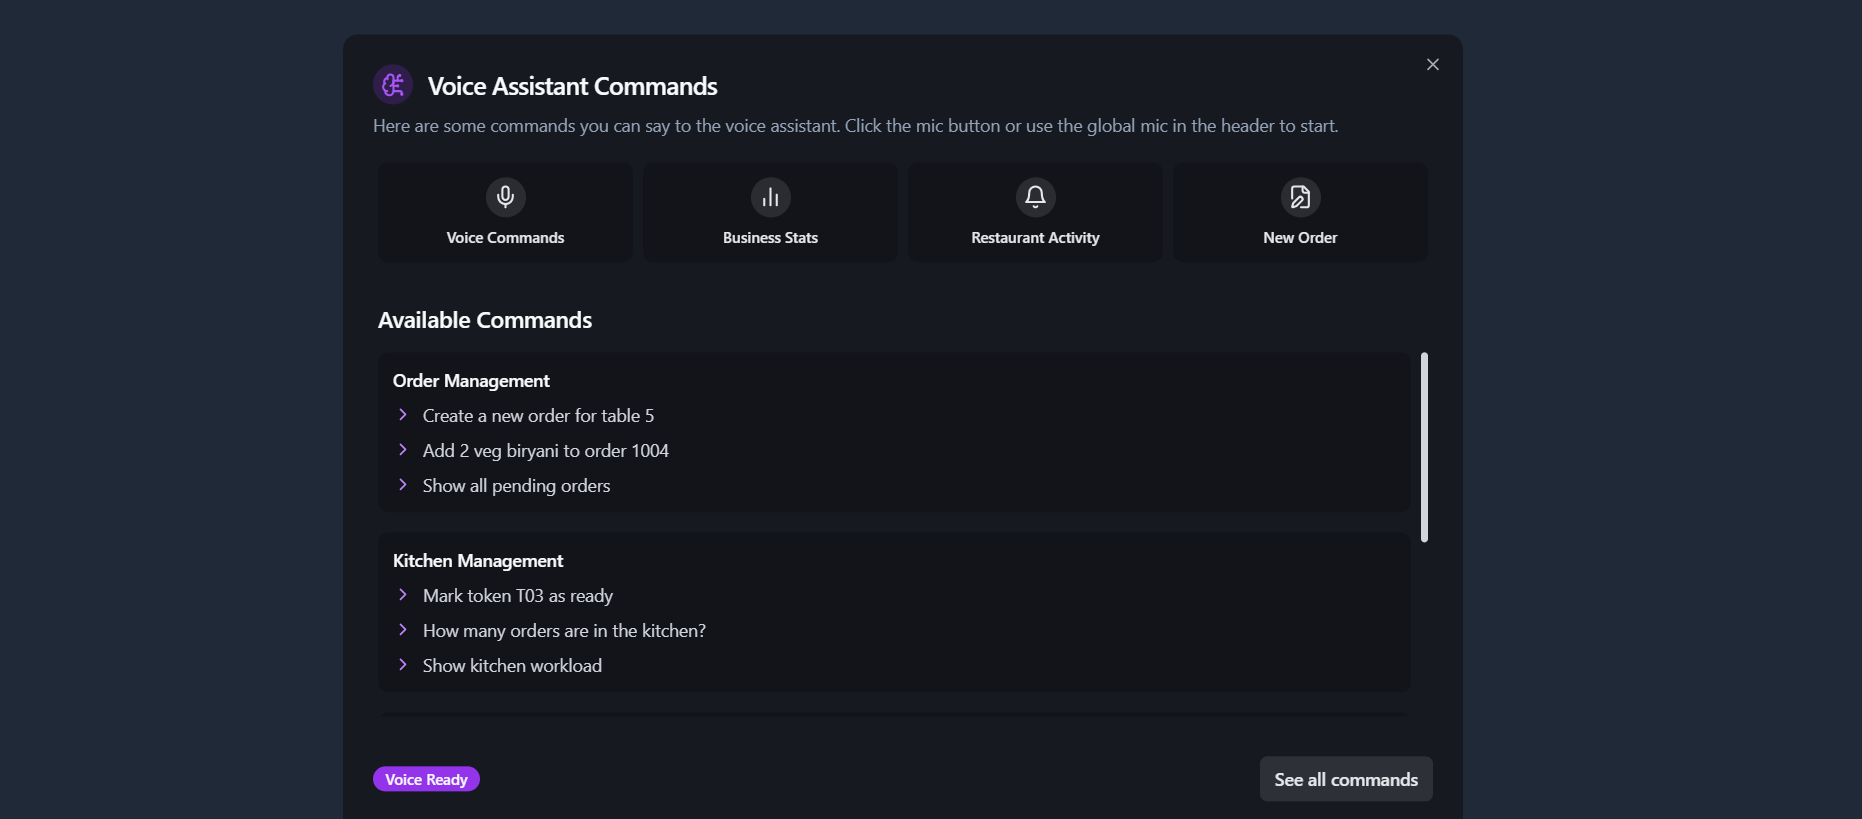 Voice Assistant Commands
Here are some commands you can say to the voice assistant. Click the mic button or use the global mic in the header to start.
Voice Commands
Business Stats
Restaurant Activity
New Order
Available Commands
Order Management
Create a new order for table 5
Add 2 veg biryani to order 1004
Show all pending orders
Kitchen Management
Mark token T03 as ready
How many orders are in the kitchen?
Show kitchen workload
Voice Ready
See all commands